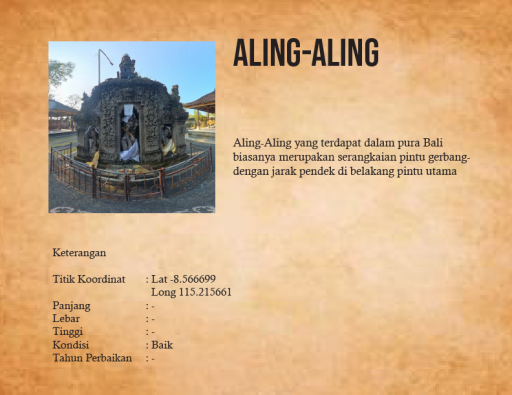 ALING-ALING
Aling-Aling yang terdapat dalam pura Bali
biasanya merupakan serangkaian pintu gerbang-
dengan jarak pendek di belakang pintu utama
Keterangan
Titik Koordinat : Lat -8.566699
Long 115.215661
Panjang : -
Lebar : -
Tinggi : -
Kondisi : Baik
Tahun Perbaikan : -